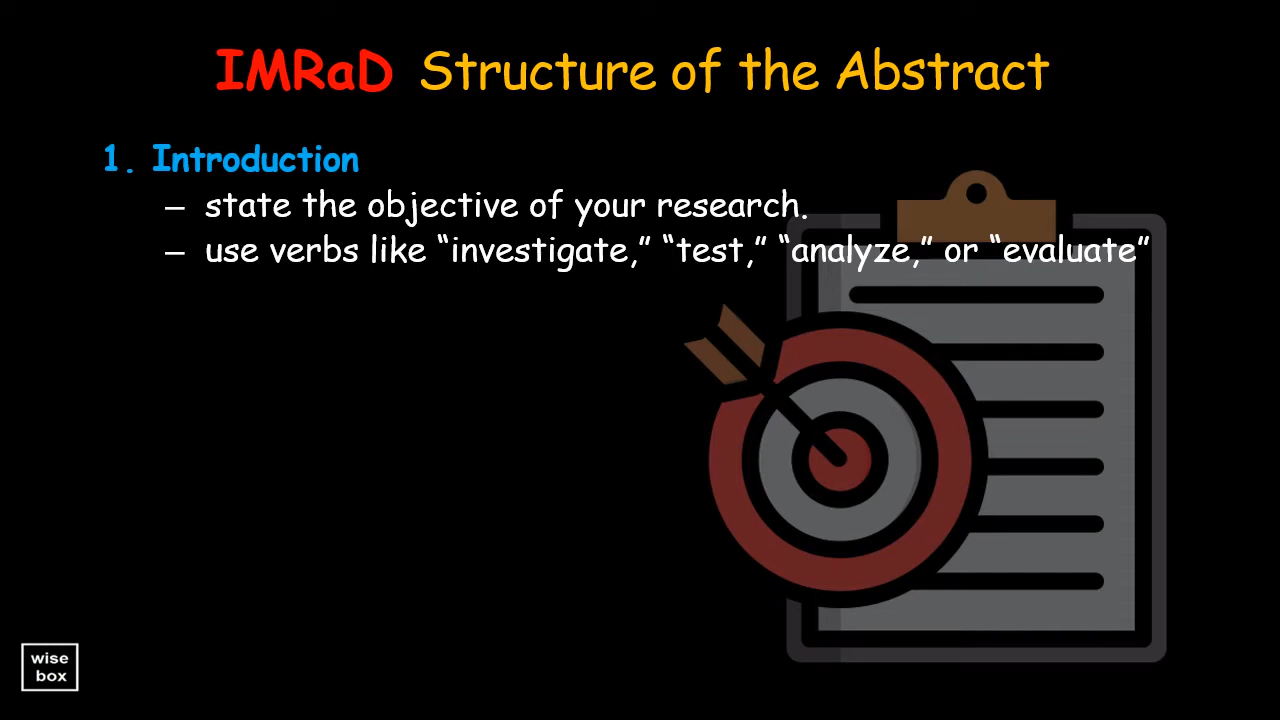 IMRaD Structure of the Abstract
1. Introduction
– state the objective of your research.
– use verbs like “investigate,” “test,” “analyze,” or “evaluate”
wise
box